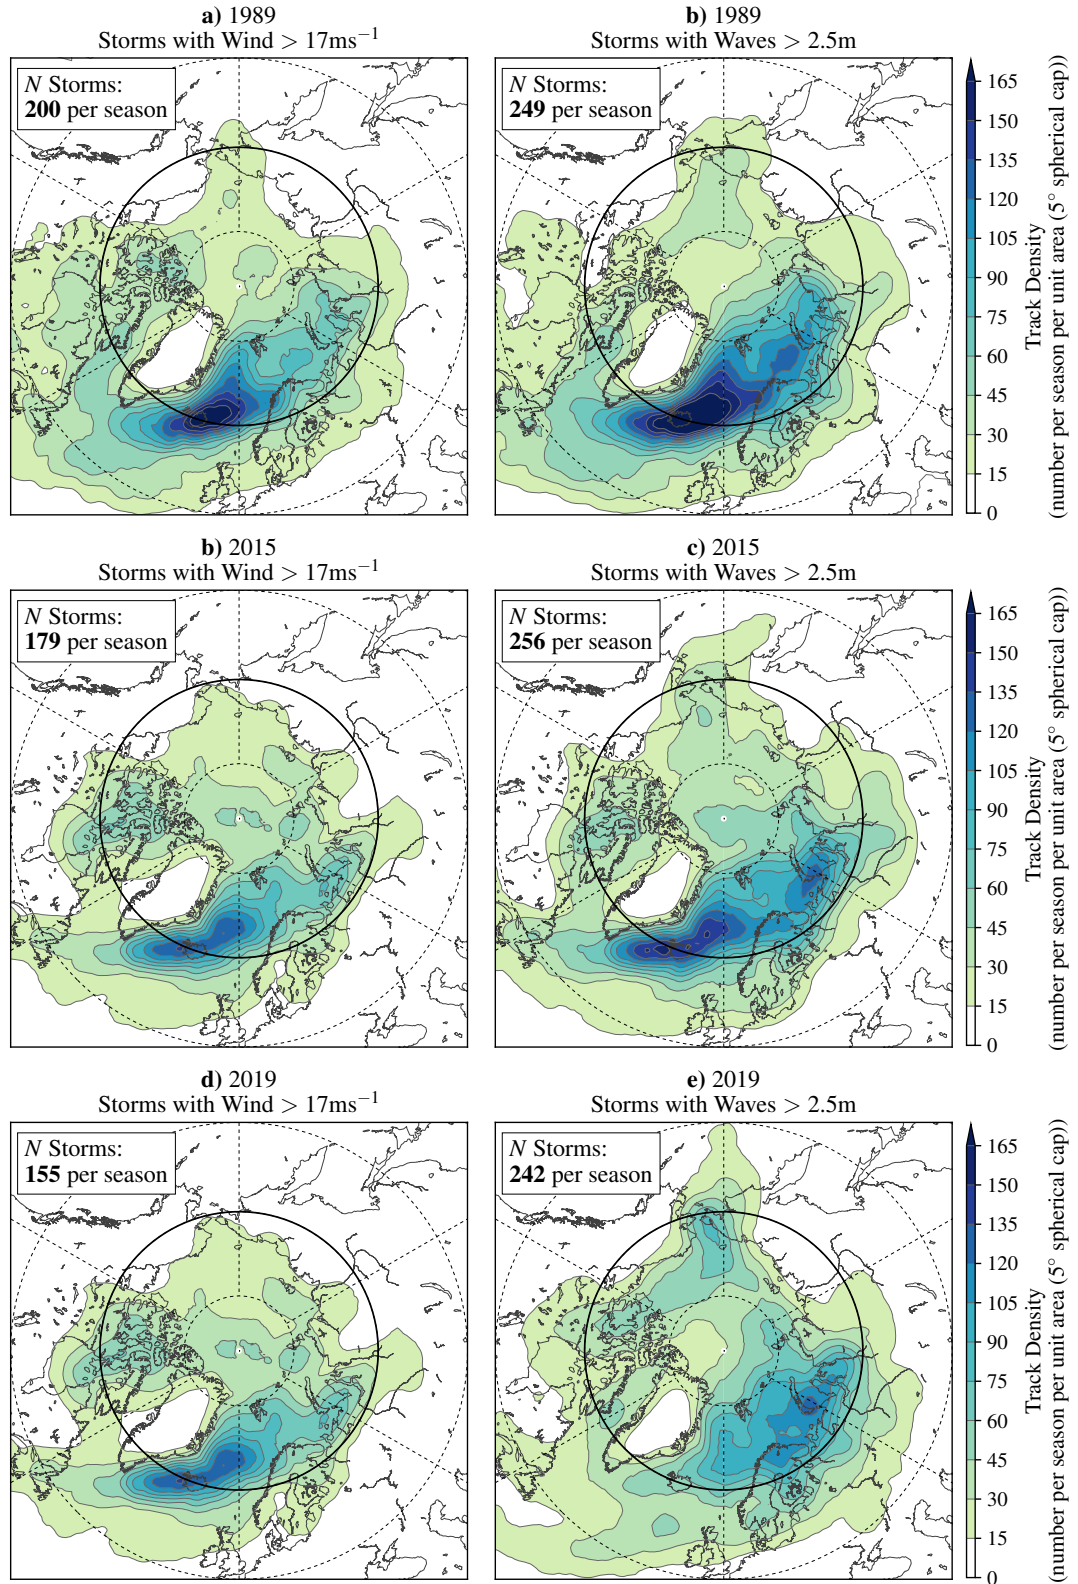 a) 1989
Storms with Wind > 17ms⁻¹
N Storms:
200 per season
b) 1989
Storms with Waves > 2.5m
N Storms:
249 per season
165
150
135
120
105
90
75
60
45
30
15
0
Track Density
(number per season per unit area (5° spherical cap))
b) 2015
Storms with Wind > 17ms⁻¹
N Storms:
179 per season
c) 2015
Storms with Waves > 2.5m
N Storms:
256 per season
165
150
135
120
105
90
75
60
45
30
15
0
Track Density
(number per season per unit area (5° spherical cap))
d) 2019
Storms with Wind > 17ms⁻¹
N Storms:
155 per season
e) 2019
Storms with Waves > 2.5m
N Storms:
242 per season
165
150
135
120
105
90
75
60
45
30
15
0
Track Density
(number per season per unit area (5° spherical cap))